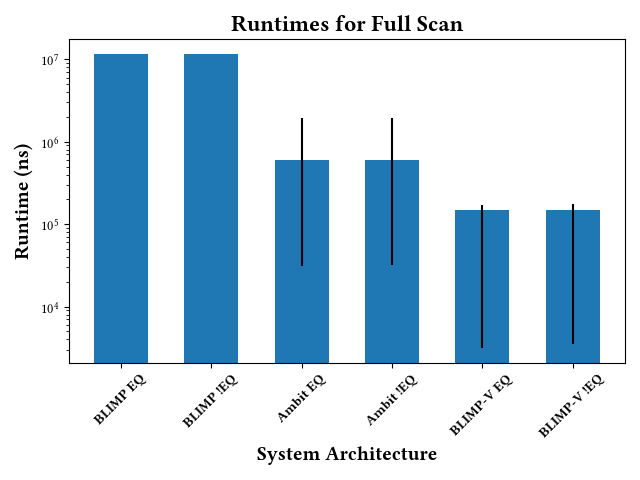 Runtimes for Full Scan
Runtime (ns)
10⁷
10⁶
10⁵
10⁴
BLIMP EQ
BLIMP !EQ
Ambit EQ
Ambit !EQ
BLIMP-V EQ
BLIMP-V !EQ
System Architecture